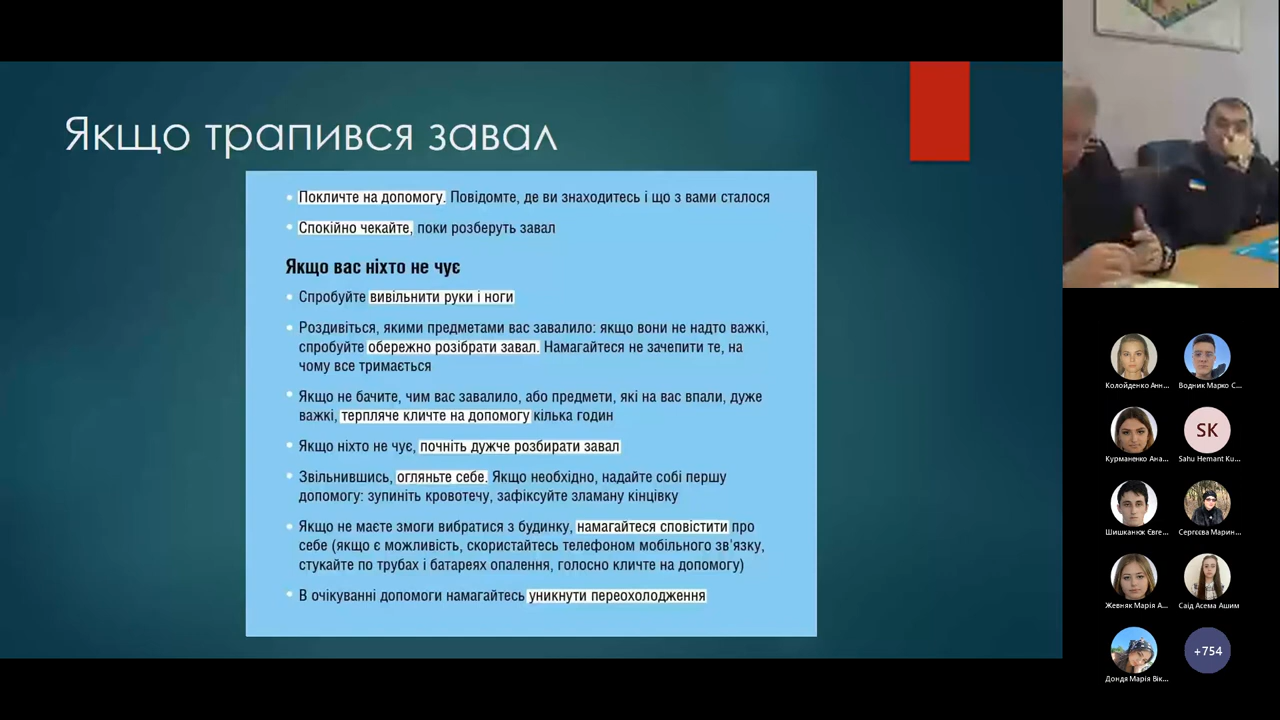 Якщо трапився завал
Покличте на допомогу. Повідомте, де ви знаходитесь і що з вами сталося
Спокійно чекайте, поки розберуть завал
Якщо вас ніхто не чує
Спробуйте вивільнити руки і ноги
Роздивіться, якими предметами вас завалило: якщо вони не надто важкі,
спробуйте обережно розібрати завал. Намагайтеся не зачепити те, на
чому все тримається
Якщо не бачите, чим вас завалило, або предмети, які на вас впали, дуже
важкі, терпляче кличте на допомогу кілька годин
Якщо ніхто не чує, почніть дужче розбирати завал
Звільнившись, огляньте себе. Якщо необхідно, надайте собі першу
допомогу: зупиніть кровотечу, зафіксуйте зламану кінцівку
Якщо не маєте змоги вибратися з будинку, намагайтеся сповістити про
себе (якщо є можливість, скористайтесь телефоном мобільного зв'язку,
стукайте по трубах і батареях опалення, голосно кличте на допомогу)
В очікуванні допомоги намагайтесь уникнути переохолодження
Колойденко Анн...
Водник Марко С...
Курманенко Ана...
SK
Sahu Hemant Ku...
Шишканюк Євге...
Сергєєва Марин...
Жевняк Марія А...
Саід Асема Ашим
Дондя Марія Вік...
+754